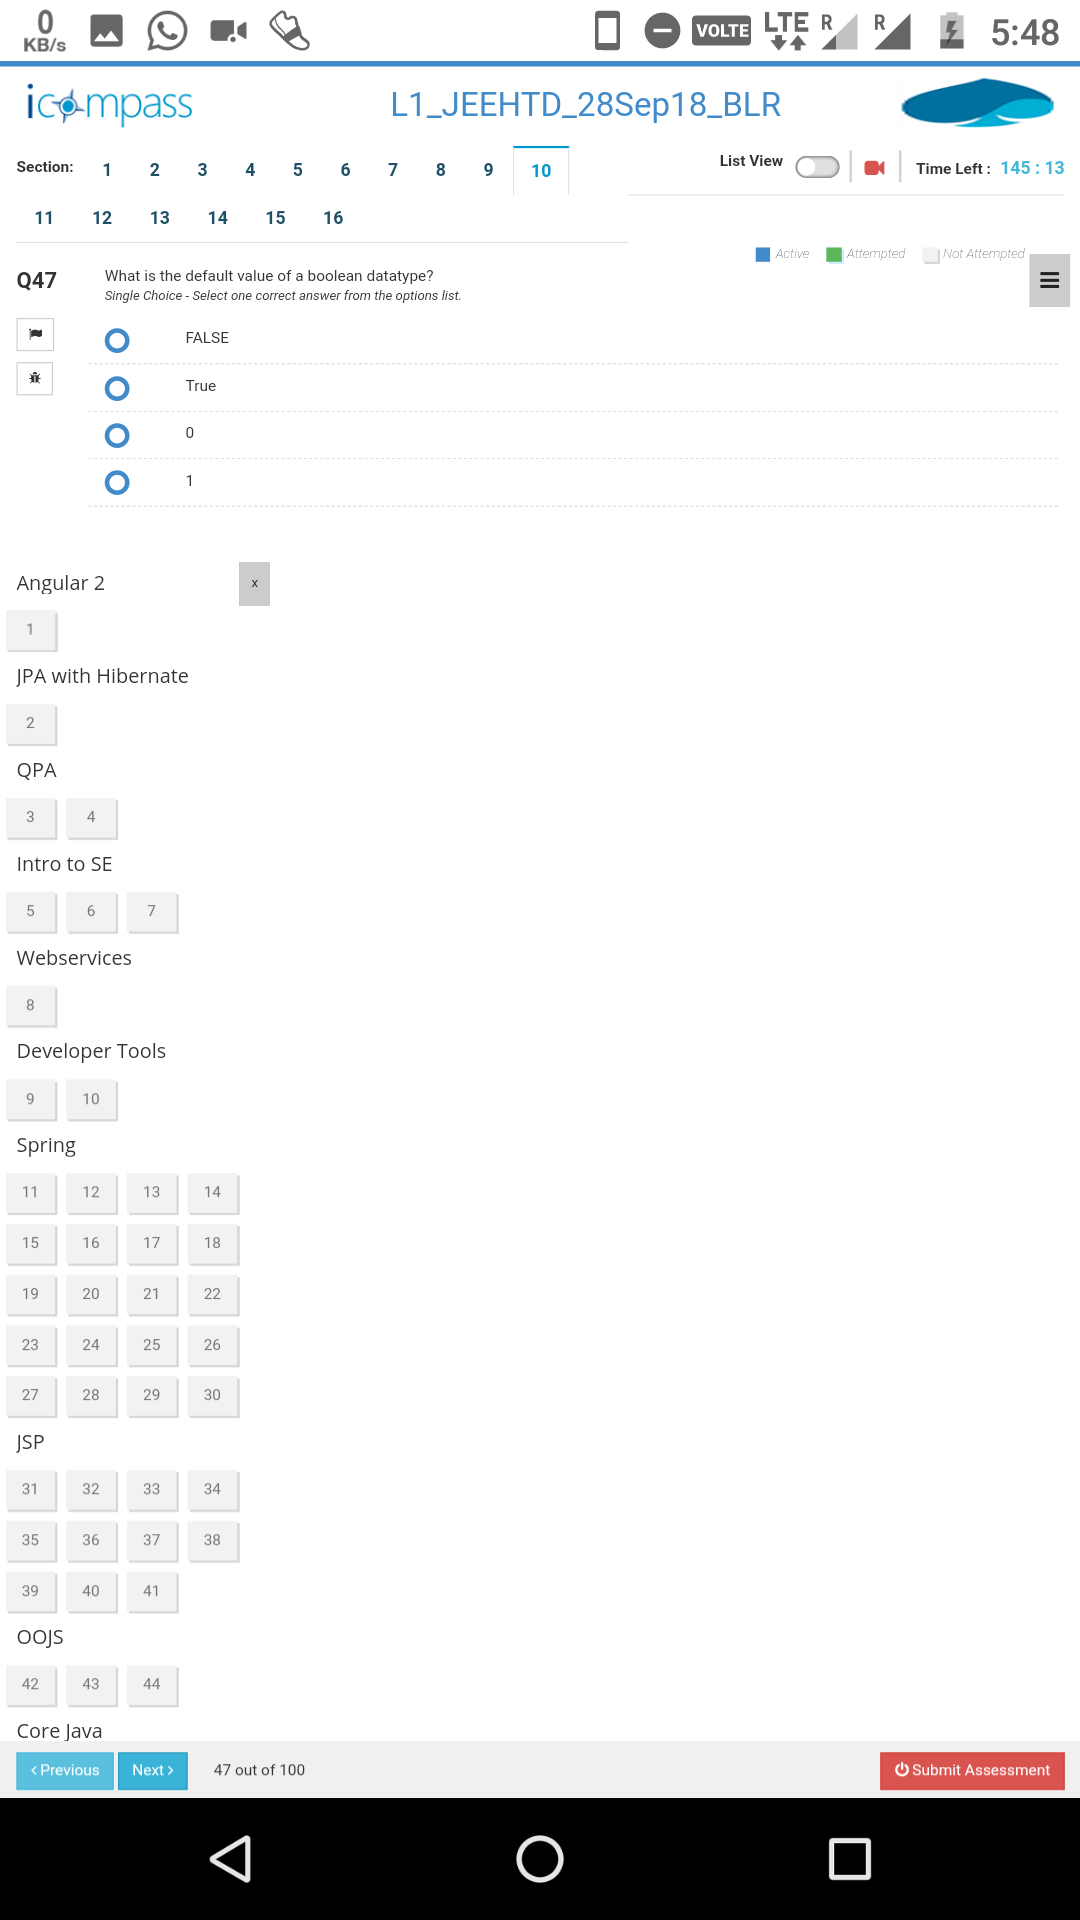 0
KB/s
VOLTE
LTE
R
R
5:48
icompass
L1_JEEHTD_28Sep18_BLR
Section: 1 2 3 4 5 6 7 8 9 10
List View
Time Left : 145 : 13
11 12 13 14 15 16
Active Attempted Not Attempted
Q47
What is the default value of a boolean datatype?
Single Choice - Select one correct answer from the options list.
FALSE
True
0
1
Angular 2
x
1
JPA with Hibernate
2
QPA
3 4
Intro to SE
5 6 7
Webservices
8
Developer Tools
9 10
Spring
11 12 13 14
15 16 17 18
19 20 21 22
23 24 25 26
27 28 29 30
JSP
31 32 33 34
35 36 37 38
39 40 41
OOJS
42 43 44
Core Java
Previous Next 47 out of 100 Submit Assessment